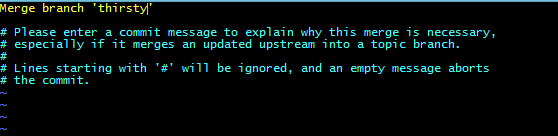 Merge branch 'thirsty'
# Please enter a commit message to explain why this merge is necessary,
# especially if it merges an updated upstream into a topic branch.
#
# Lines starting with '#' will be ignored, and an empty message aborts
# the commit.
~
~
~
~